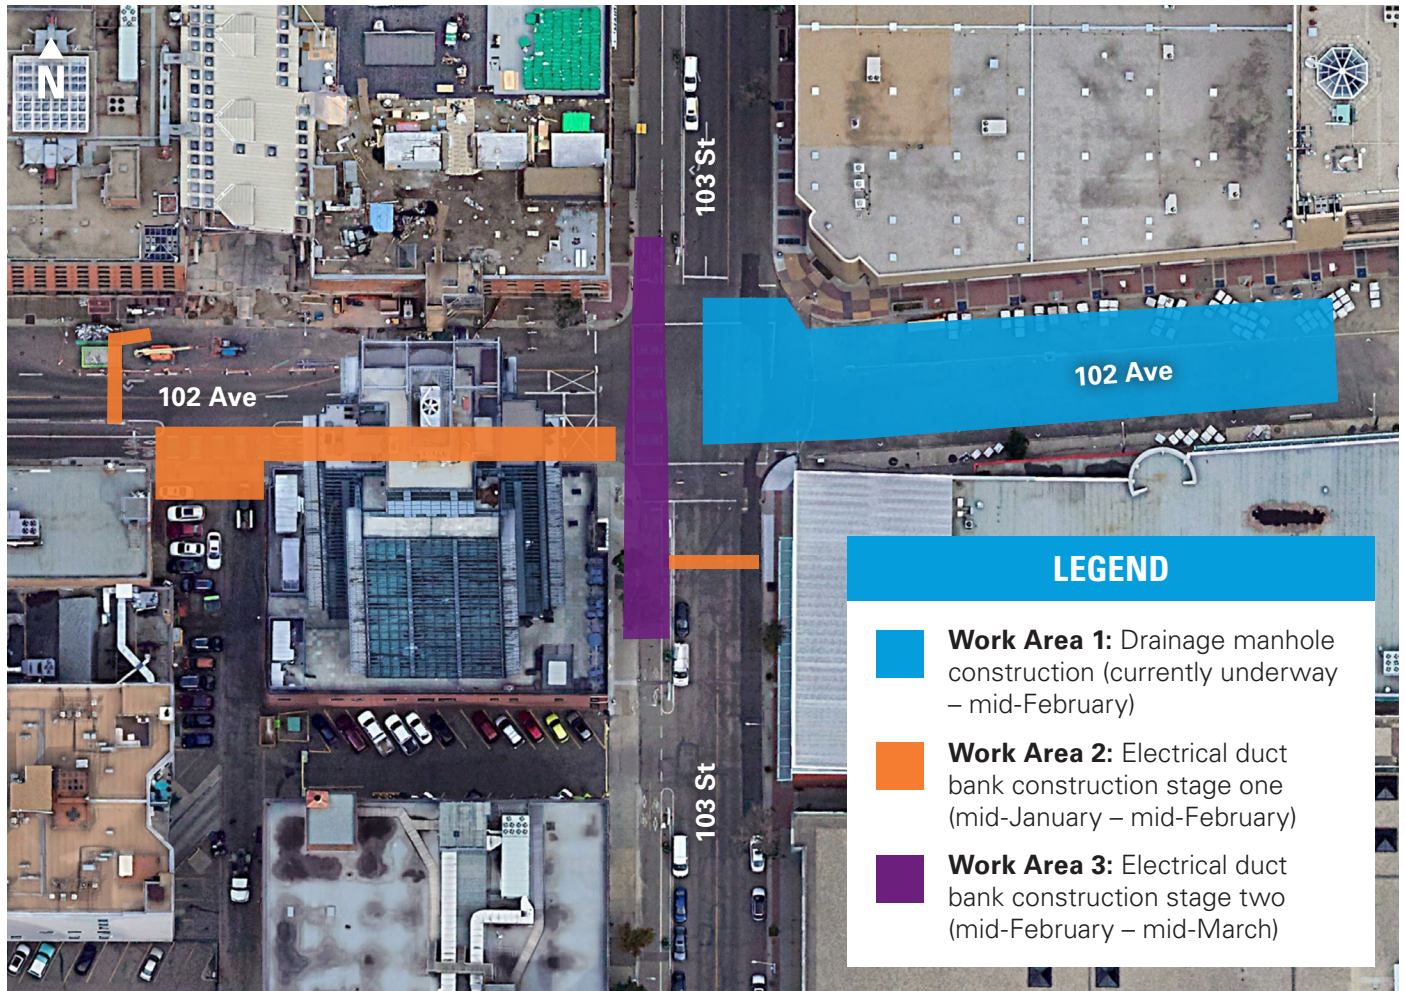 N
103 St
102 Ave
102 Ave
103 St
LEGEND
Work Area 1: Drainage manhole
construction (currently underway
– mid-February)
Work Area 2: Electrical duct
bank construction stage one
(mid-January – mid-February)
Work Area 3: Electrical duct
bank construction stage two
(mid-February – mid-March)